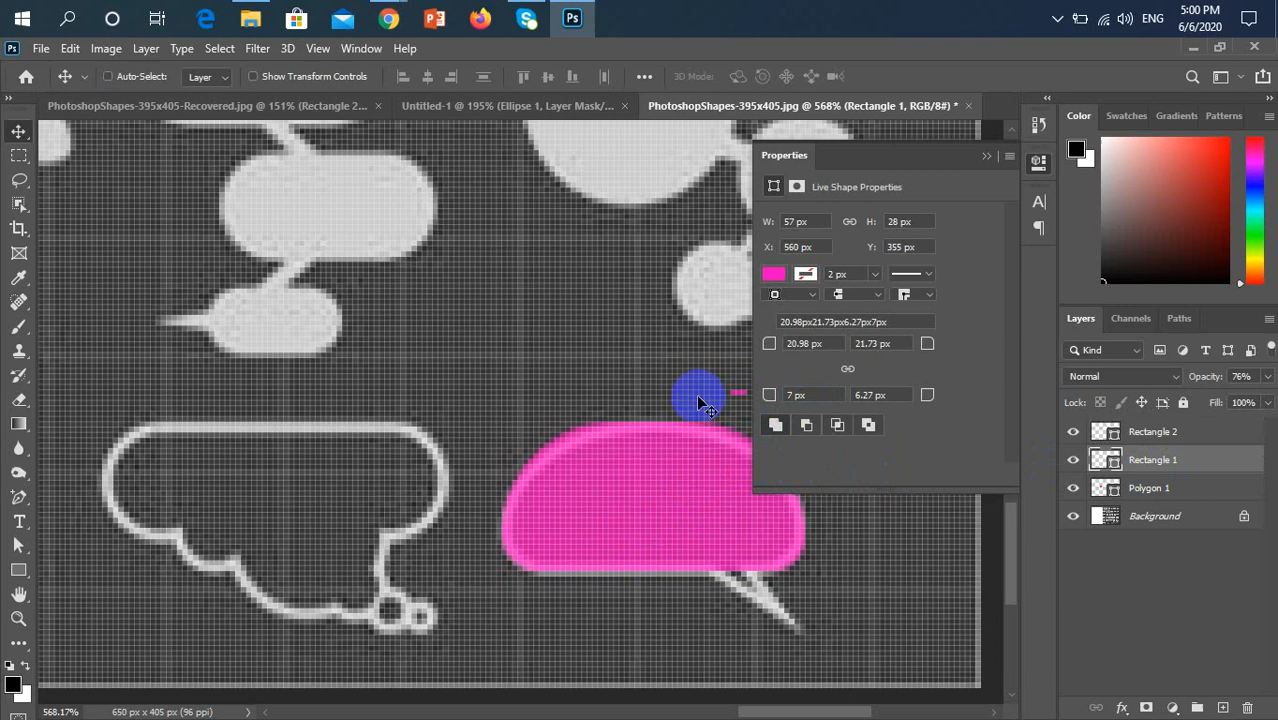 Ps
ENG
5:00 PM
6/6/2020
Ps File Edit Image Layer Type Select Filter 3D View Window Help
Auto-Select: Layer Show Transform Controls 3D Mode:
PhotoshopShapes-395x405-Recovered.jpg @ 151% (Rectangle 2... × Untitled-1 @ 195% (Ellipse 1, Layer Mask/... × PhotoshopShapes-395x405.jpg @ 568% (Rectangle 1, RGB/8#) * ×
Color Swatches Gradients Patterns
Properties
Live Shape Properties
W: 57 px H: 28 px
X: 560 px Y: 355 px
2 px
20.98px21.73px6.27px7px
20.98 px 21.73 px
7 px 6.27 px
Layers Channels Paths
Kind
Normal Opacity: 76%
Lock: Fill: 100%
Rectangle 2
Rectangle 1
Polygon 1
Background
568.17% 650 px x 405 px (96 ppi)